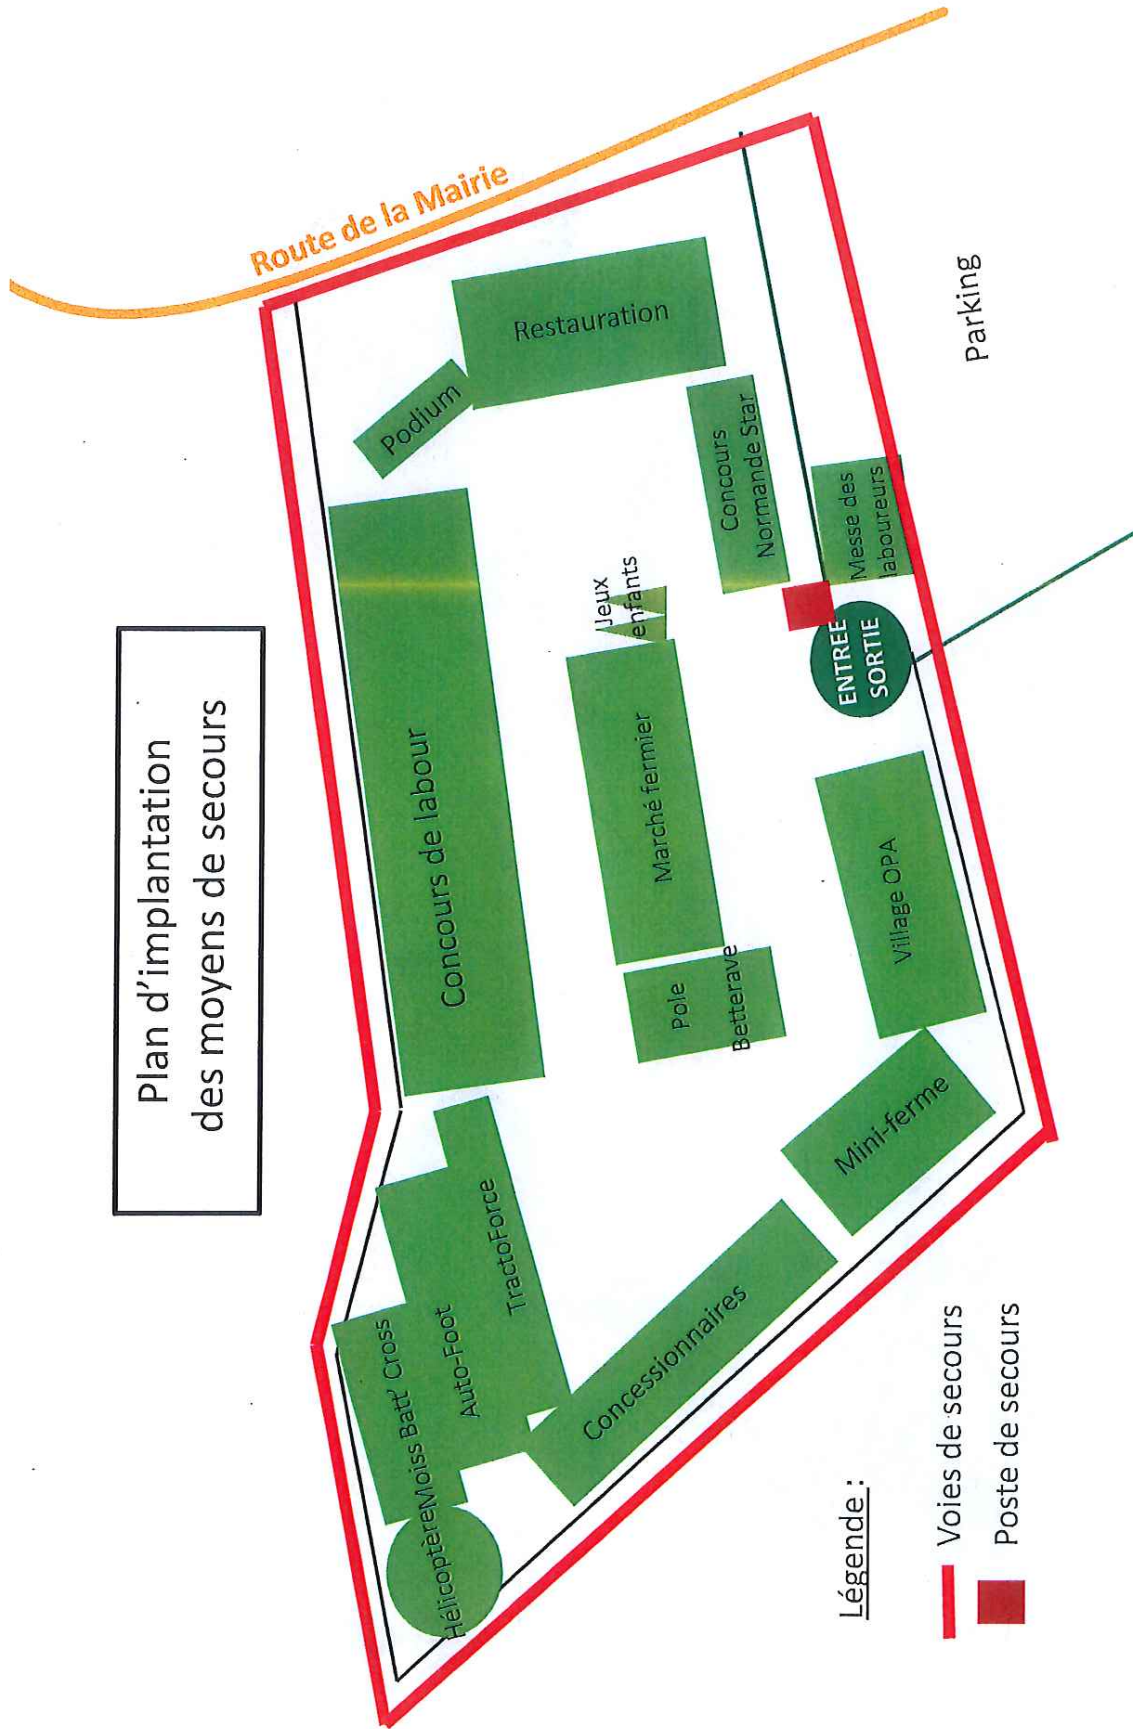 Plan d'implantation
des moyens de secours
Route de la Mairie
Podium
Restauration
Concours de labour
Concours
Normande Star
Jeux
enfants
Messe des
laboureurs
ENTREE
SORTIE
Parking
Marché fermier
Pole
Betterave
Village OPA
Mini-ferme
TractoForce
Auto-Foot
Moiss Batt' Cross
Hélicoptère
Concessionnaires
Légende :
Voies de secours
Poste de secours